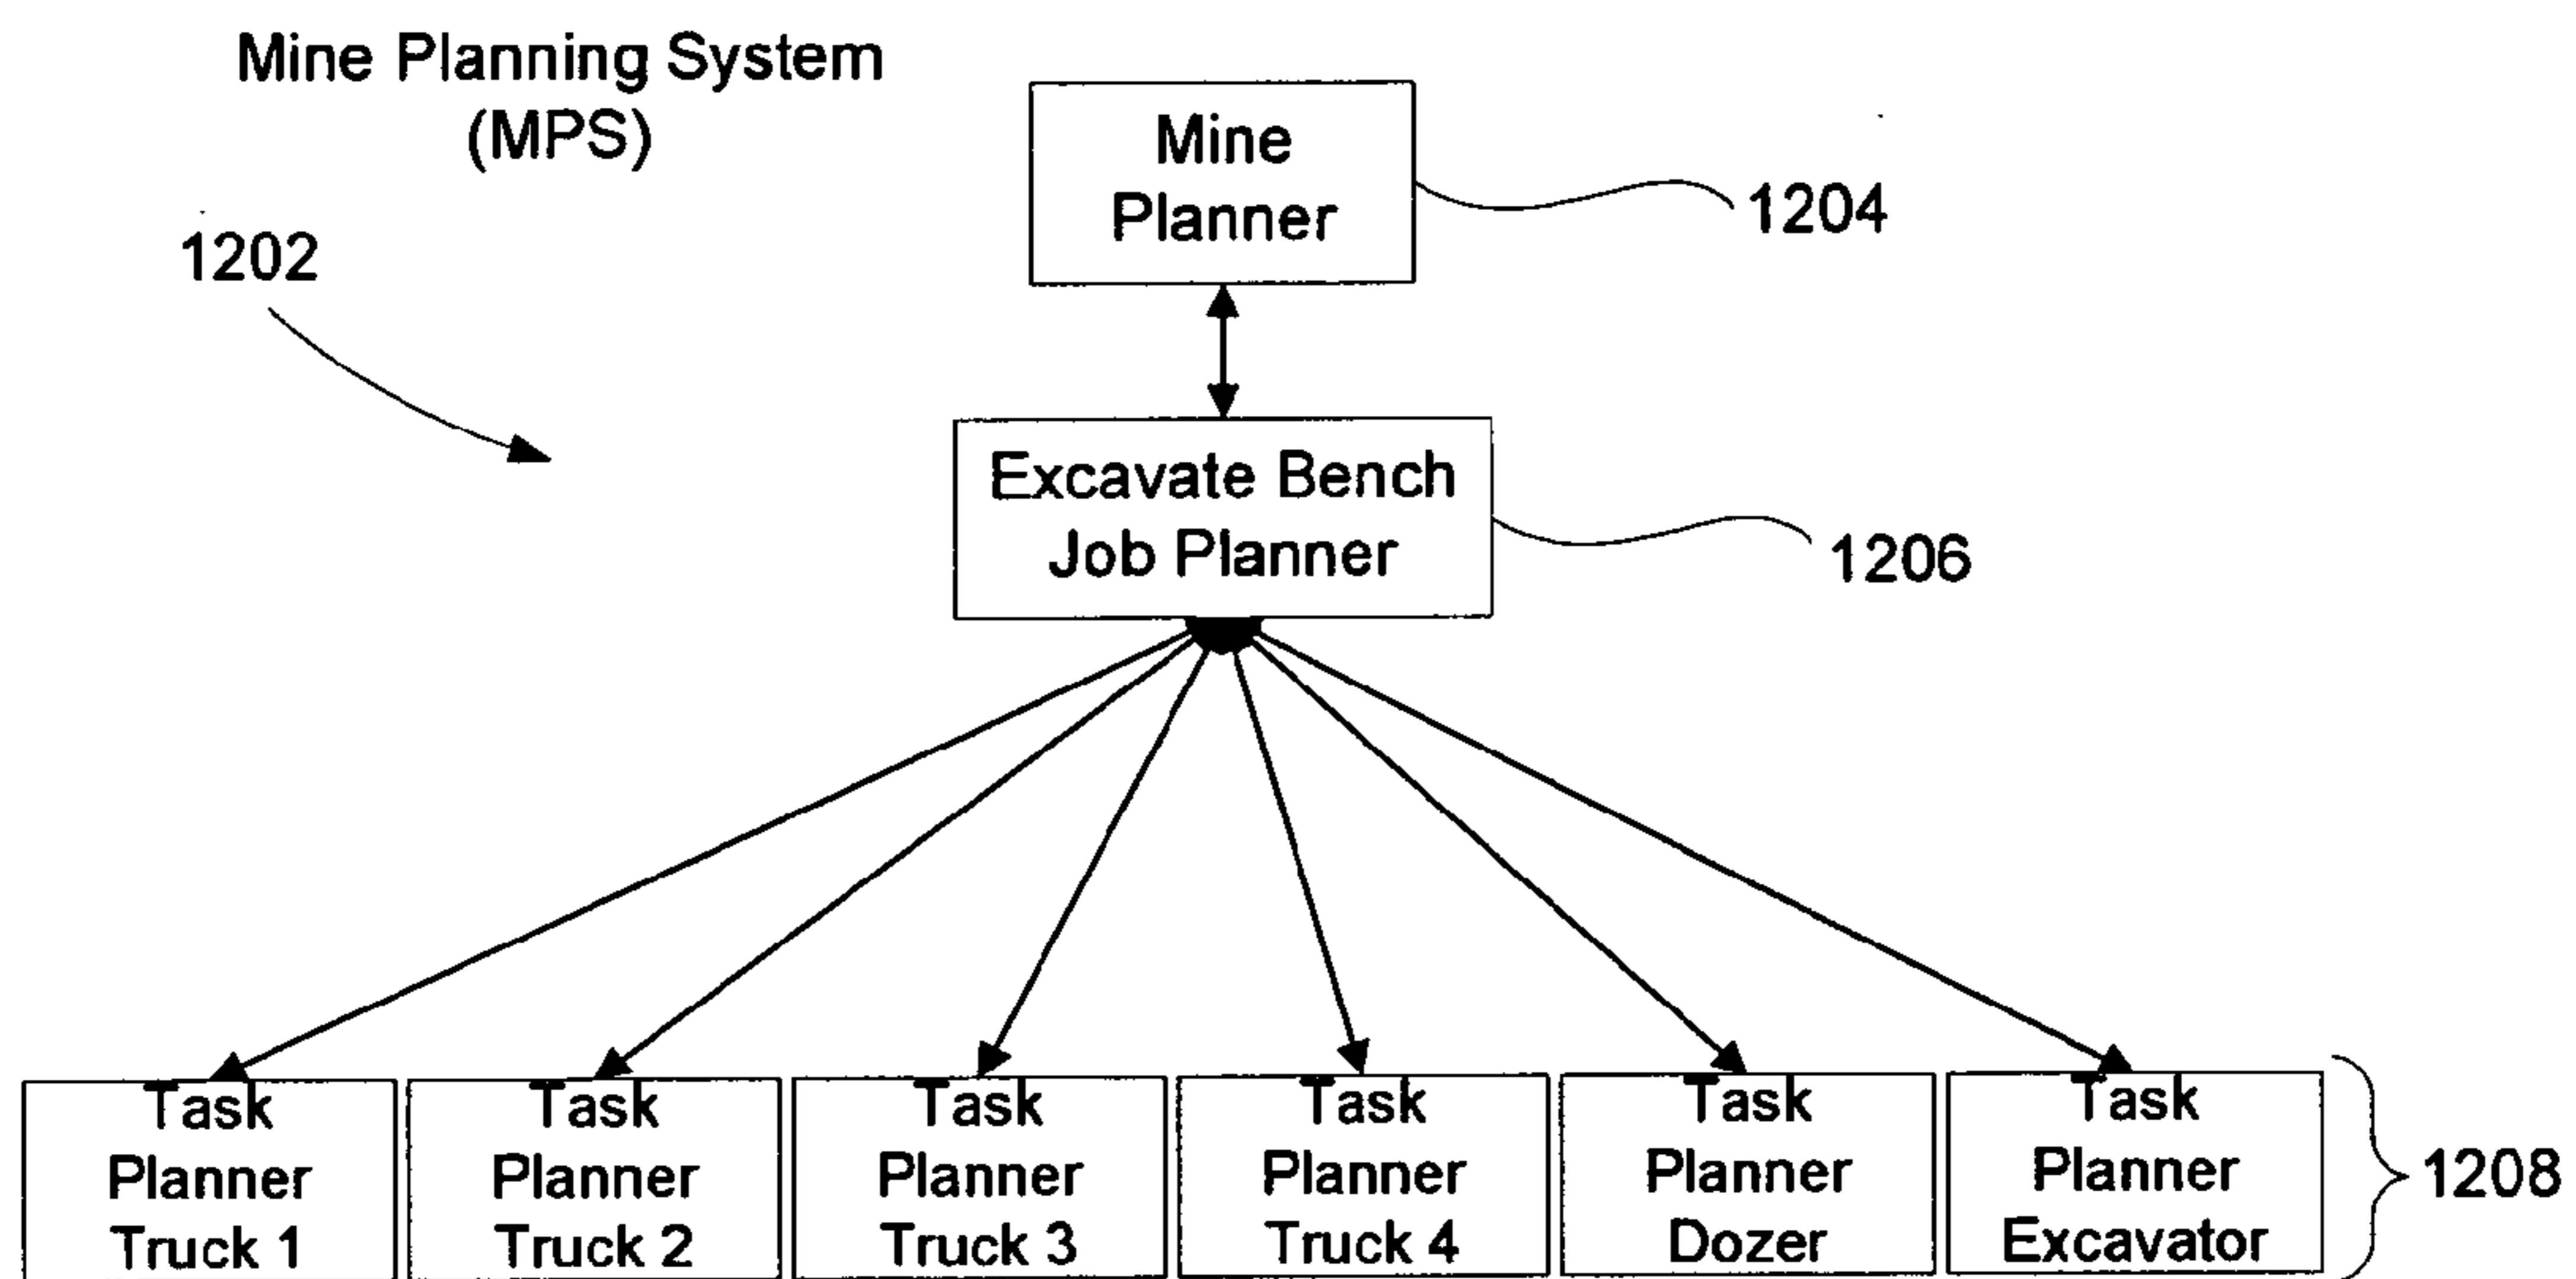 Mine Planning System
(MPS)
1202
Mine
Planner
1204
Excavate Bench
Job Planner
1206
Task
Planner
Truck 1
Task
Planner
Truck 2
Task
Planner
Truck 3
Task
Planner
Truck 4
Task
Planner
Dozer
Task
Planner
Excavator
1208